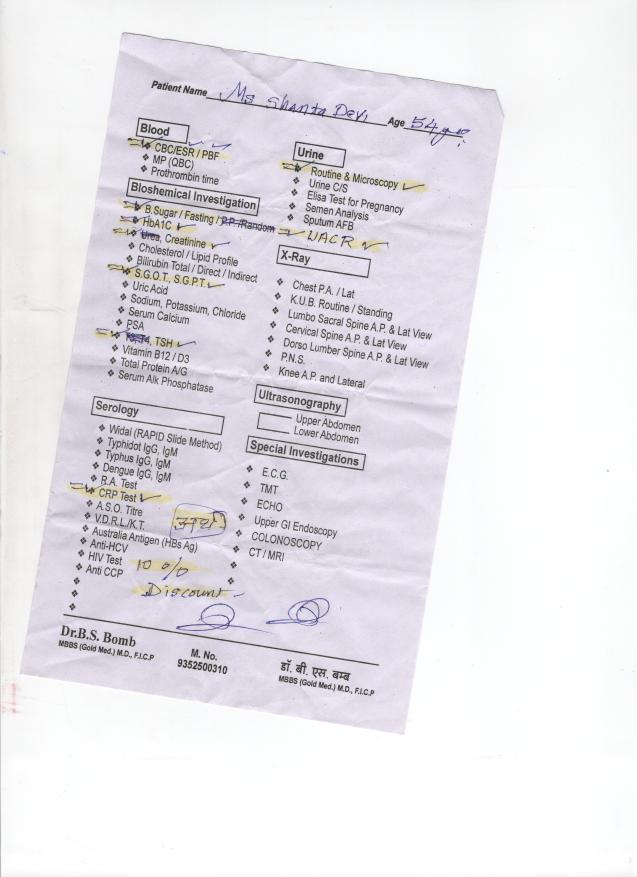 Patient Name Ms Shanta Devi Age 54 yrs.
Blood
CBC/ESR / PBF
MP (QBC)
Prothrombin time
Bioshemical Investigation
B.Sugar / Fasting / P.P. /Random
HbA1C
Urea, Creatinine
Cholesterol / Lipid Profile
Bilirubin Total / Direct / Indirect
S.G.O.T., S.G.P.T.
Uric Acid
Sodium, Potassium, Chloride
Serum Calcium
PSA
TSH
Vitamin B12 / D3
Total Protein A/G
Serum Alk Phosphatase
Serology
Widal (RAPID Slide Method)
Typhidot IgG, IgM
Typhus IgG, IgM
Dengue IgG, IgM
R.A. Test
CRP Test
A.S.O. Titre
V.D.R.L./K.T.
Australia Antigen (HBs Ag)
Anti-HCV
HIV Test
Anti CCP
10 %
Discount
Urine
Routine & Microscopy
Urine C/S
Elisa Test for Pregnancy
Semen Analysis
Sputum AFB
UACR
X-Ray
Chest P.A. / Lat
K.U.B. Routine / Standing
Lumbo Sacral Spine A.P. & Lat View
Cervical Spine A.P. & Lat View
Dorso Lumber Spine A.P. & Lat View
P.N.S.
Knee A.P. and Lateral
Ultrasonography
Upper Abdomen
Lower Abdomen
Special Investigations
E.C.G.
TMT
ECHO
Upper GI Endoscopy
COLONOSCOPY
CT / MRI
Dr.B.S. Bomb
MBBS (Gold Med.) M.D., F.I.C.P
M. No.
9352500310
डॉ. बी. एस. बम्ब
MBBS (Gold Med.) M.D., F.I.C.P